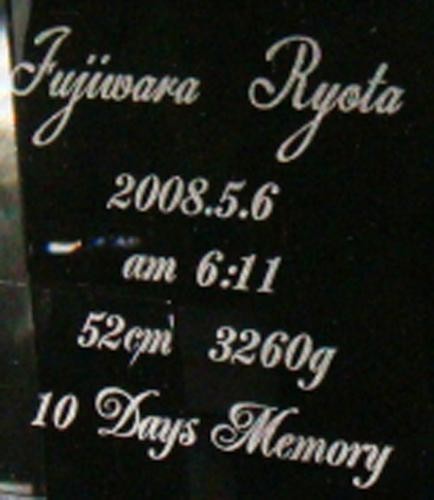 Fujiwara Ryota
2008.5.6
am 6:11
52cm 3260g
10 Days Memory